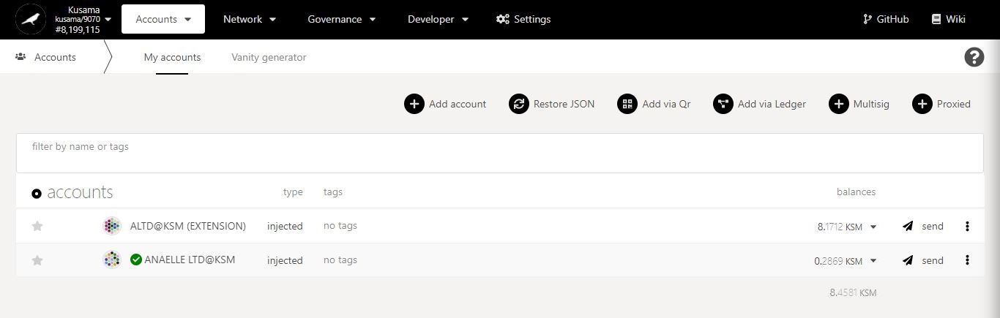 Kusama
kusama/9070
#8,199,115
Accounts
Network
Governance
Developer
Settings
GitHub
Wiki
Accounts
My accounts
Vanity generator
Add account
Restore JSON
Add via Qr
Add via Ledger
Multisig
Proxied
filter by name or tags
accounts type tags balances
ALTD@KSM (EXTENSION) injected no tags 8.1712 KSM send
ANAELLE LTD@KSM injected no tags 0.2869 KSM send
8.4581 KSM